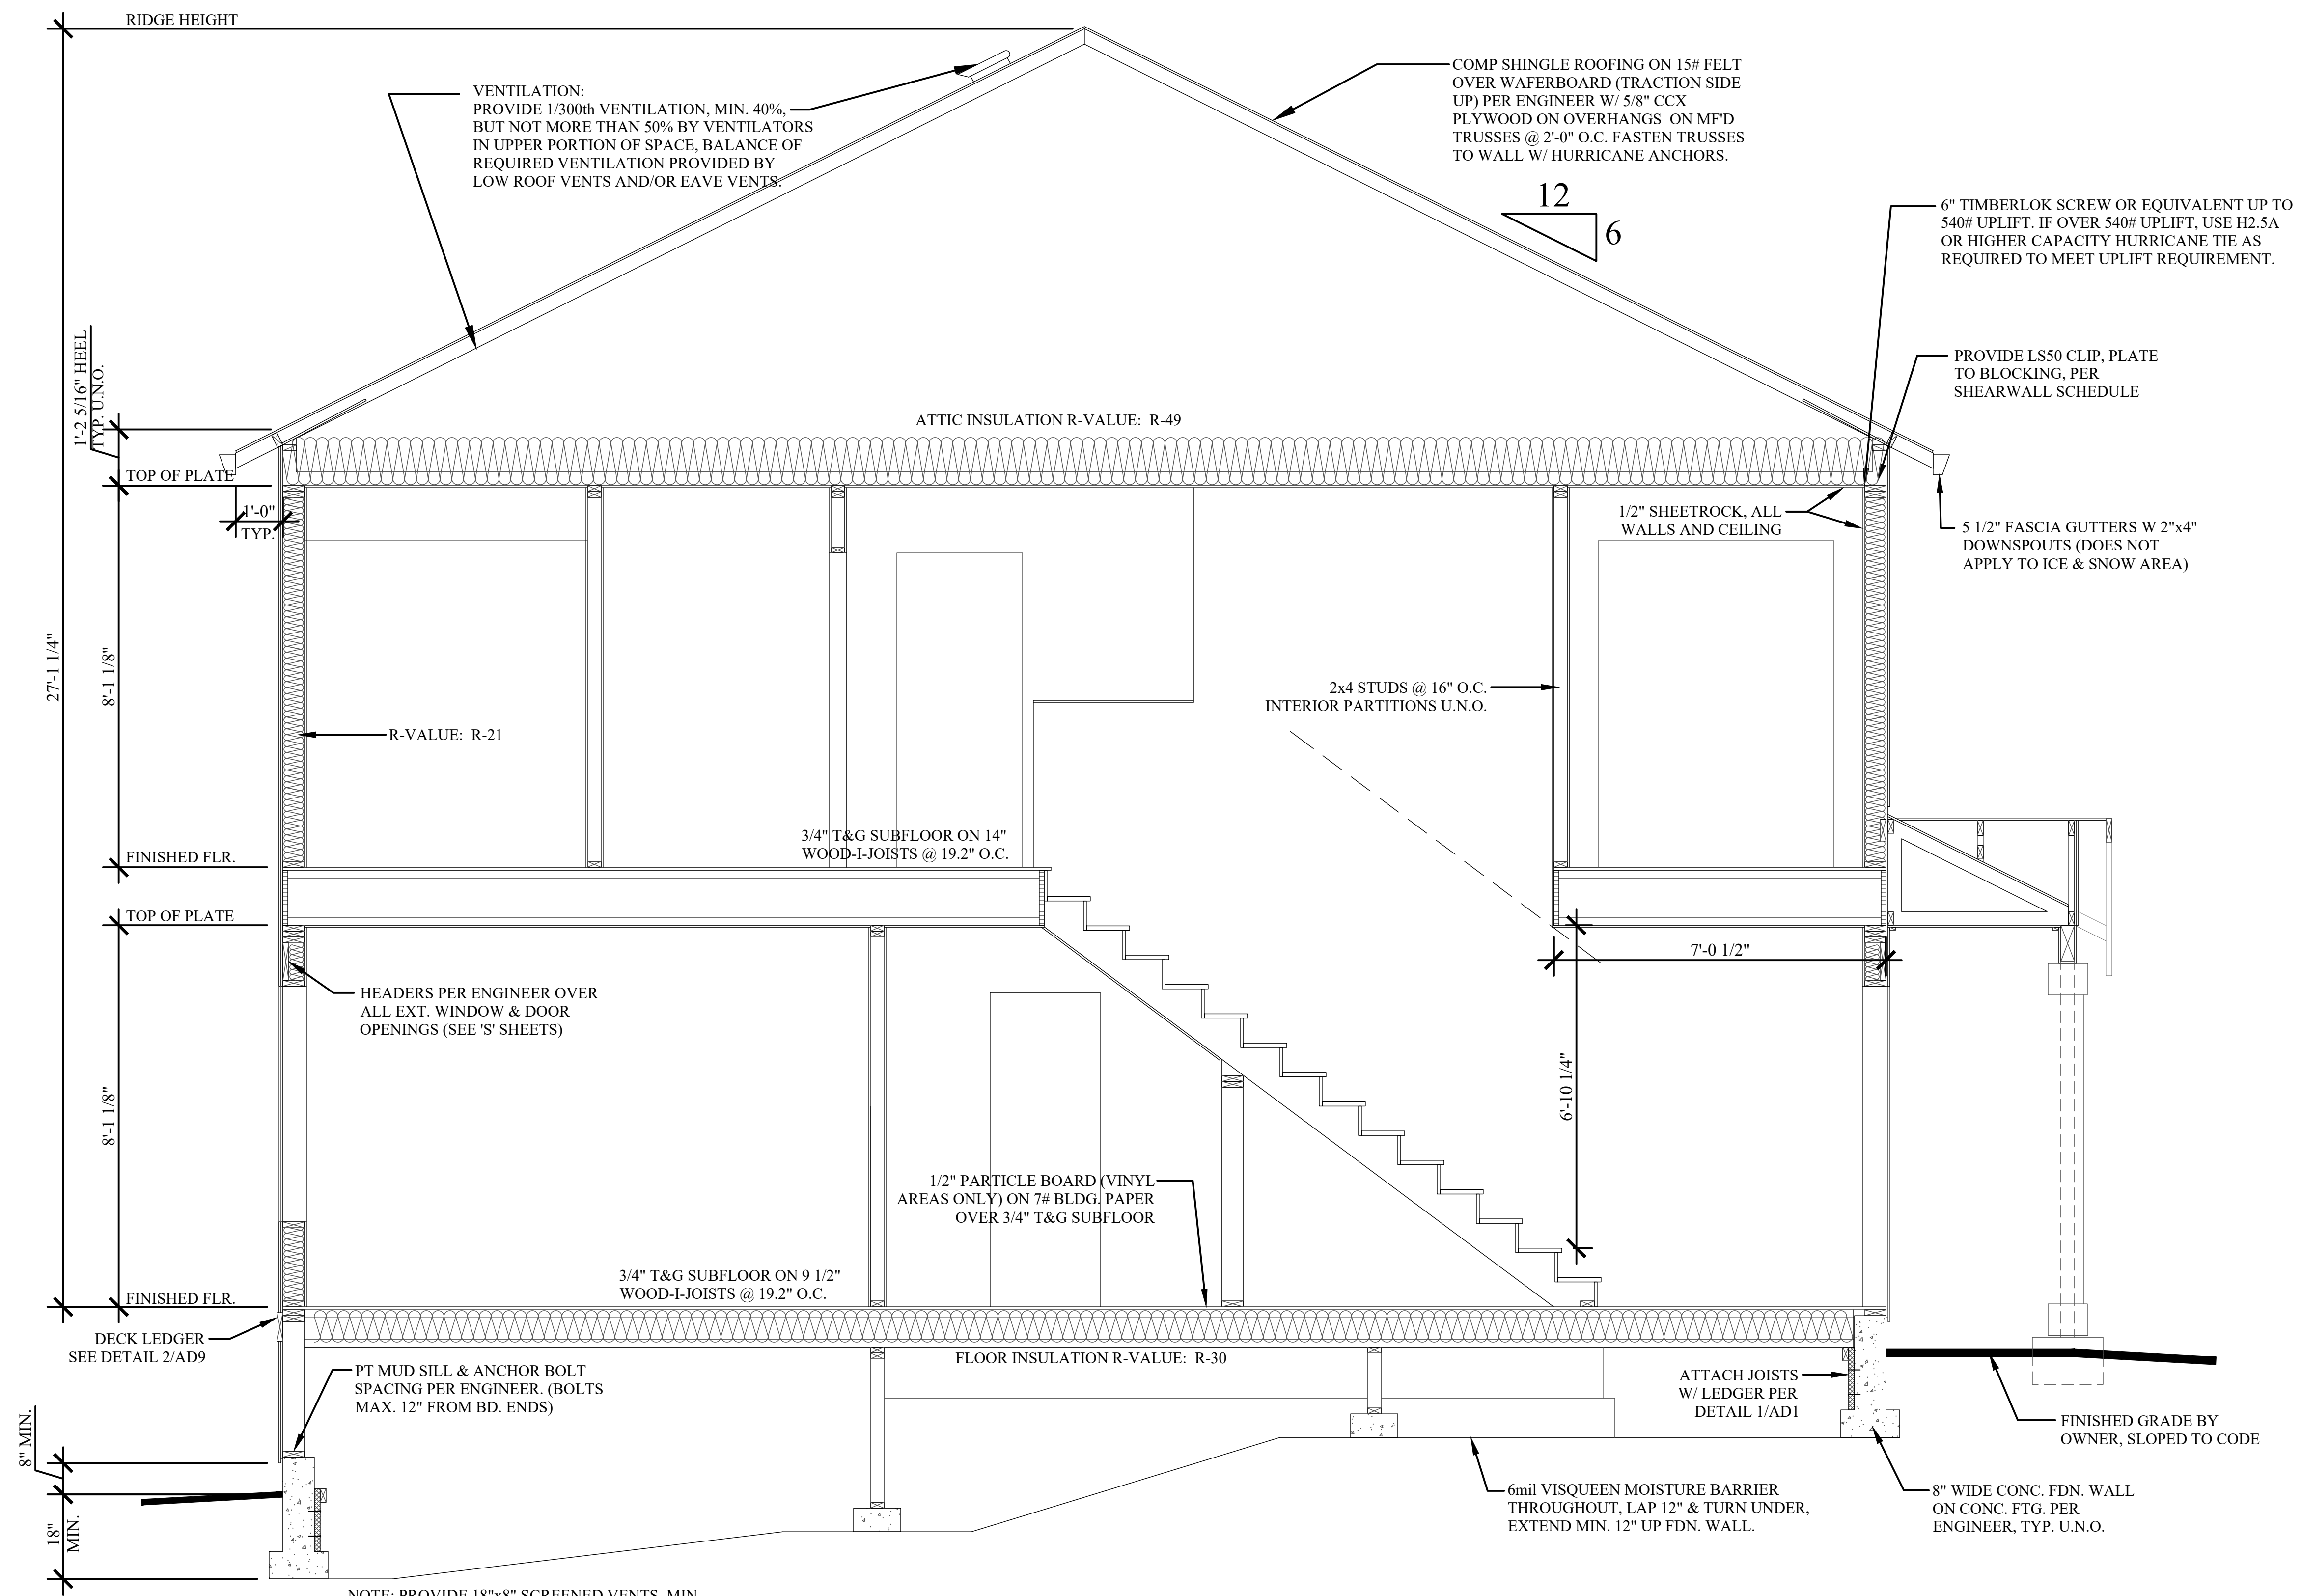 RIDGE HEIGHT
VENTILATION:
PROVIDE 1/300th VENTILATION, MIN. 40%,
BUT NOT MORE THAN 50% BY VENTILATORS
IN UPPER PORTION OF SPACE, BALANCE OF
REQUIRED VENTILATION PROVIDED BY
LOW ROOF VENTS AND/OR EAVE VENTS.
COMP SHINGLE ROOFING ON 15# FELT
OVER WAFERBOARD (TRACTION SIDE
UP) PER ENGINEER W/ 5/8" CCX
PLYWOOD ON OVERHANGS ON MF'D
TRUSSES @ 2'-0" O.C. FASTEN TRUSSES
TO WALL W/ HURRICANE ANCHORS.
12
6
6" TIMBERLOK SCREW OR EQUIVALENT UP TO
540# UPLIFT. IF OVER 540# UPLIFT, USE H2.5A
OR HIGHER CAPACITY HURRICANE TIE AS
REQUIRED TO MEET UPLIFT REQUIREMENT.
PROVIDE LS50 CLIP, PLATE
TO BLOCKING, PER
SHEARWALL SCHEDULE
1'-2 5/16" HEEL
TYP. U.N.O.
ATTIC INSULATION R-VALUE: R-49
TOP OF PLATE
1'-0"
TYP.
1/2" SHEETROCK, ALL
WALLS AND CEILING
5 1/2" FASCIA GUTTERS W 2"x4"
DOWNSPOUTS (DOES NOT
APPLY TO ICE & SNOW AREA)
27'-1 1/4"
8'-1 1/8"
2x4 STUDS @ 16" O.C.
INTERIOR PARTITIONS U.N.O.
R-VALUE: R-21
3/4" T&G SUBFLOOR ON 14"
WOOD-I-JOISTS @ 19.2" O.C.
FINISHED FLR.
TOP OF PLATE
7'-0 1/2"
HEADERS PER ENGINEER OVER
ALL EXT. WINDOW & DOOR
OPENINGS (SEE 'S' SHEETS)
8'-1 1/8"
6'-10 1/4"
1/2" PARTICLE BOARD (VINYL
AREAS ONLY) ON 7# BLDG. PAPER
OVER 3/4" T&G SUBFLOOR
3/4" T&G SUBFLOOR ON 9 1/2"
WOOD-I-JOISTS @ 19.2" O.C.
FINISHED FLR.
DECK LEDGER
SEE DETAIL 2/AD9
FLOOR INSULATION R-VALUE: R-30
PT MUD SILL & ANCHOR BOLT
SPACING PER ENGINEER. (BOLTS
MAX. 12" FROM BD. ENDS)
ATTACH JOISTS
W/ LEDGER PER
DETAIL 1/AD1
FINISHED GRADE BY
OWNER, SLOPED TO CODE
8" MIN.
18"
MIN.
6mil VISQUEEN MOISTURE BARRIER
THROUGHOUT, LAP 12" & TURN UNDER,
EXTEND MIN. 12" UP FDN. WALL.
8" WIDE CONC. FDN. WALL
ON CONC. FTG. PER
ENGINEER, TYP. U.N.O.
NOTE: PROVIDE 18"x8" SCREENED VENTS, MIN